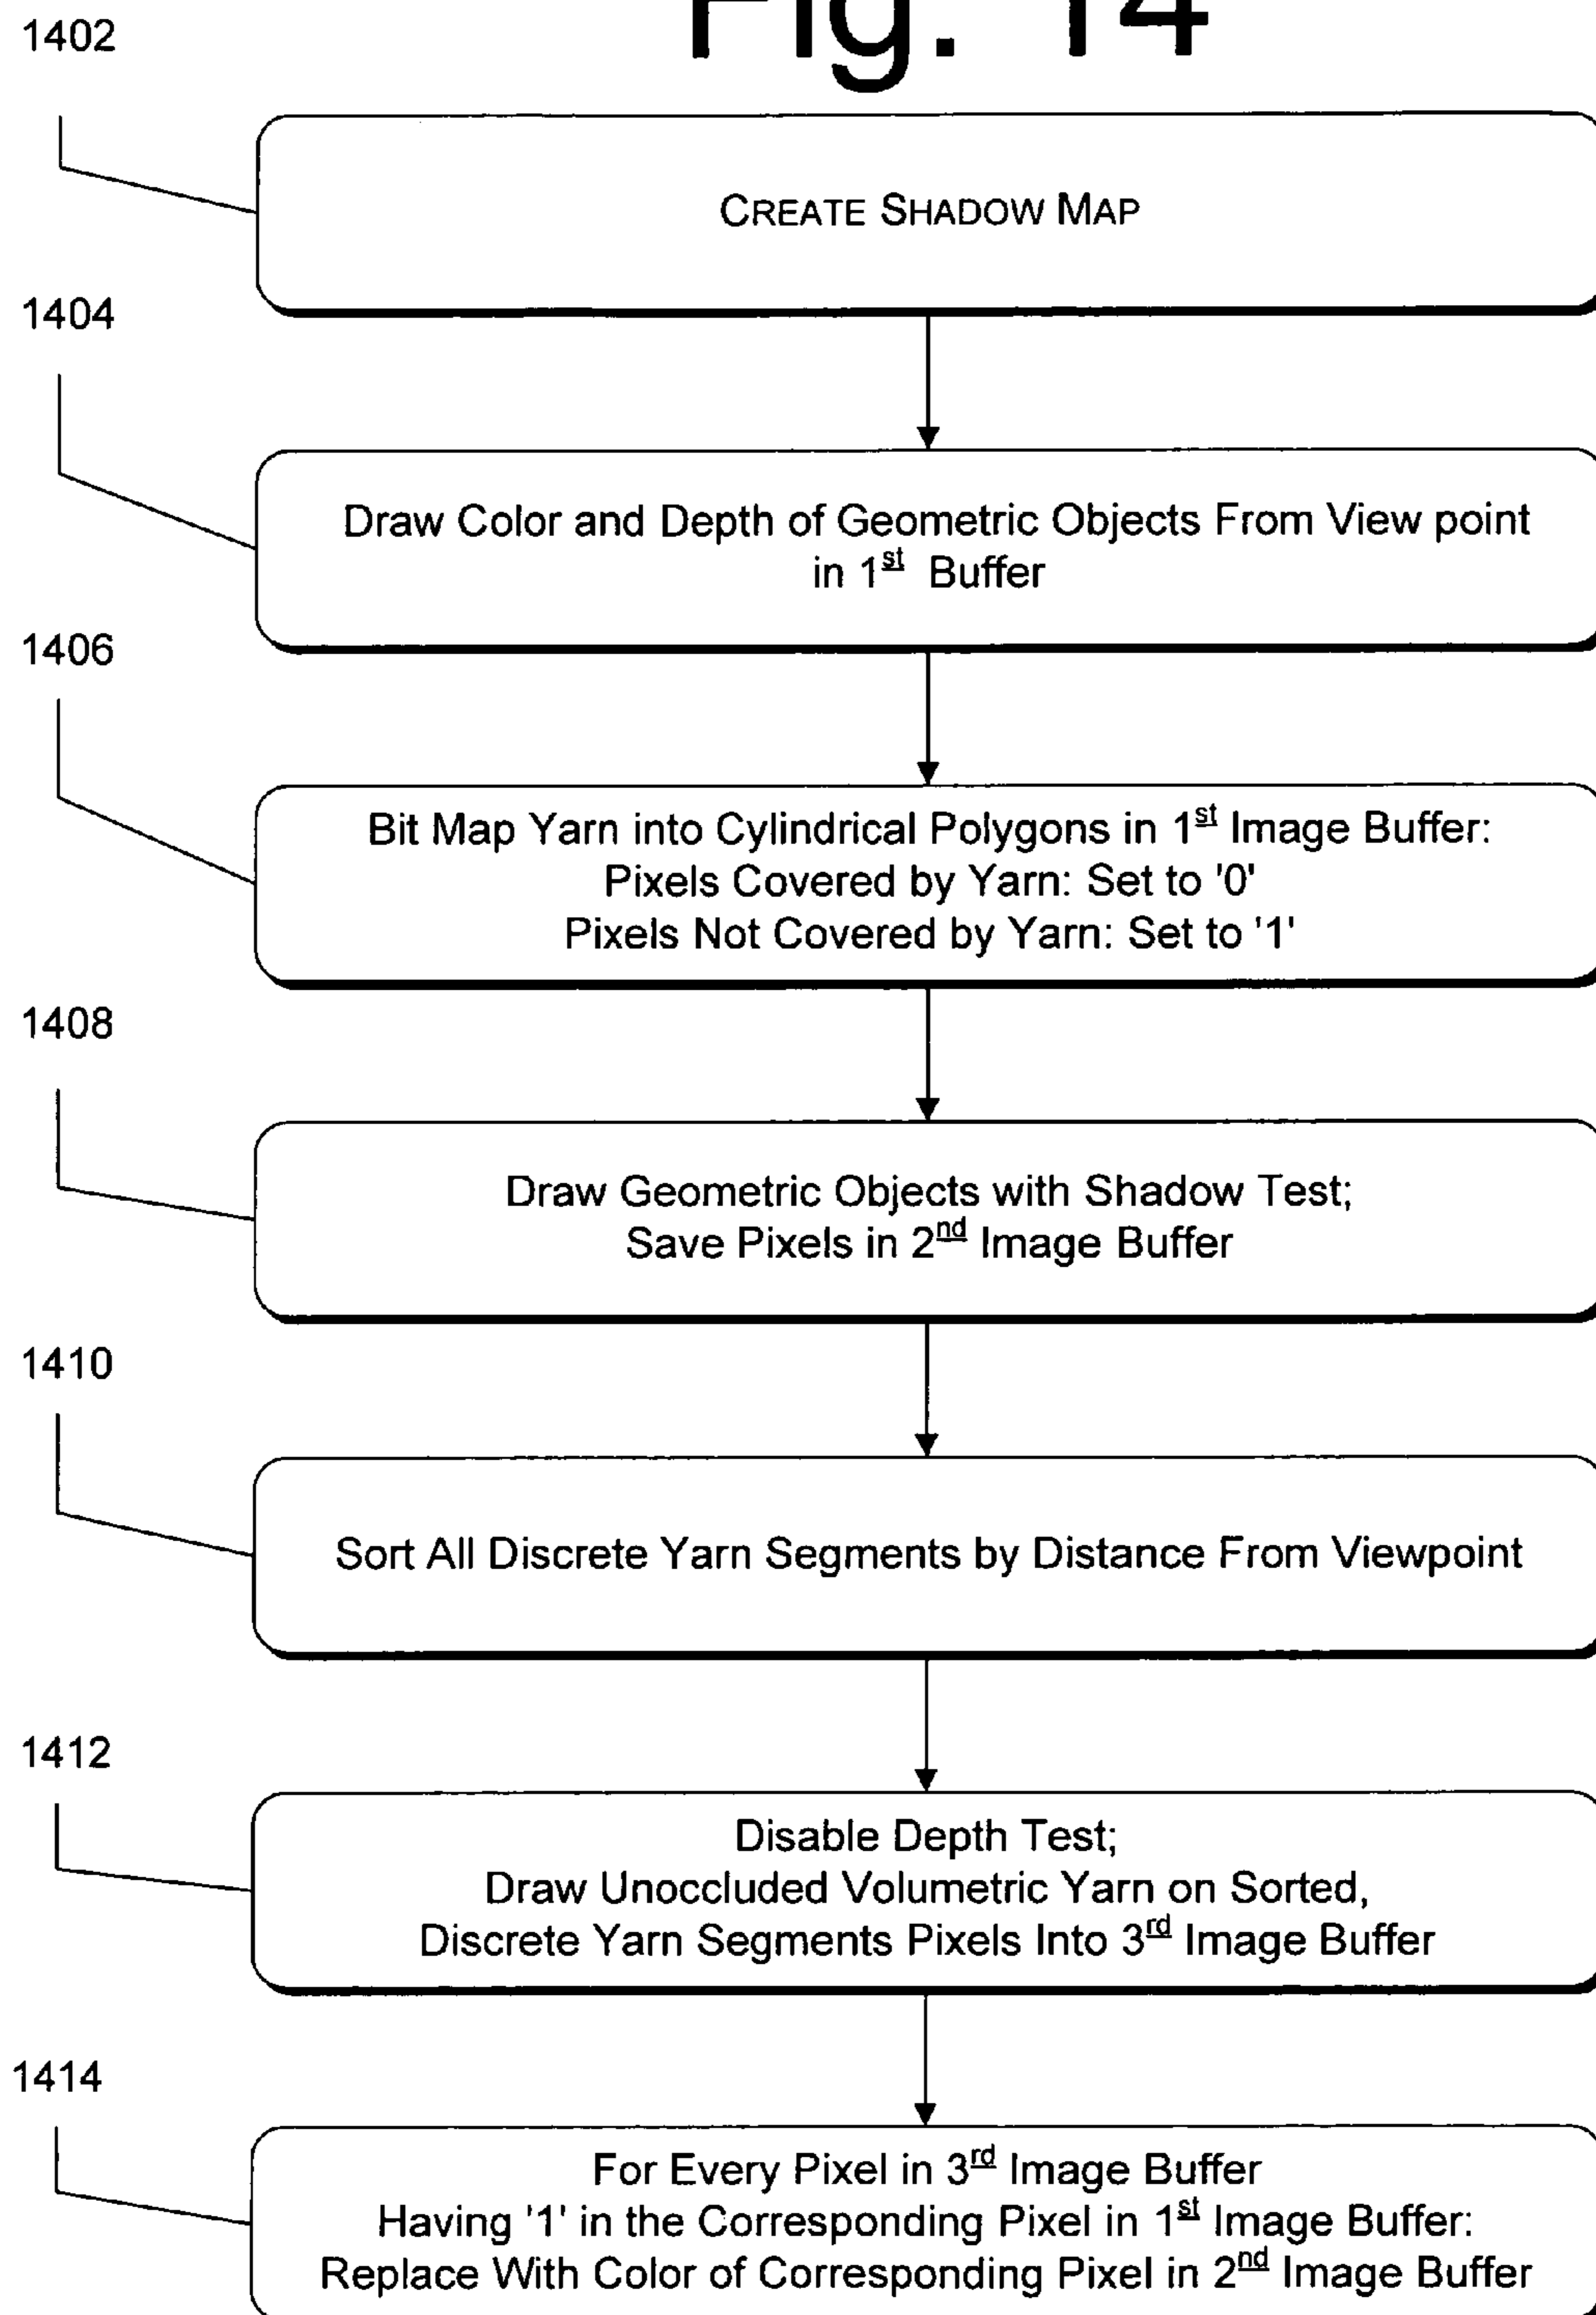 Fig. 14
1402
CREATE SHADOW MAP
1404
Draw Color and Depth of Geometric Objects From View point
in 1st Buffer
1406
Bit Map Yarn into Cylindrical Polygons in 1st Image Buffer:
Pixels Covered by Yarn: Set to '0'
Pixels Not Covered by Yarn: Set to '1'
1408
Draw Geometric Objects with Shadow Test;
Save Pixels in 2nd Image Buffer
1410
Sort All Discrete Yarn Segments by Distance From Viewpoint
1412
Disable Depth Test;
Draw Unoccluded Volumetric Yarn on Sorted,
Discrete Yarn Segments Pixels Into 3rd Image Buffer
1414
For Every Pixel in 3rd Image Buffer
Having '1' in the Corresponding Pixel in 1st Image Buffer:
Replace With Color of Corresponding Pixel in 2nd Image Buffer